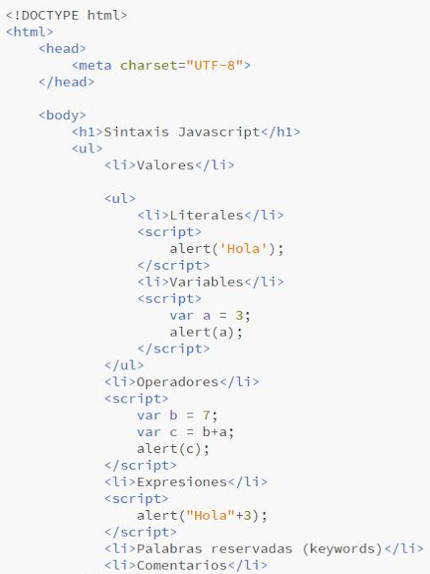 <!DOCTYPE html>
<html>
    <head>
        <meta charset="UTF-8">
    </head>

    <body>
        <h1>Sintaxis Javascript</h1>
        <ul>
            <li>Valores</li>

            <ul>
                <li>Literales</li>
                <script>
                    alert('Hola');
                </script>
                <li>Variables</li>
                <script>
                    var a = 3;
                    alert(a);
                </script>
            </ul>
            <li>Operadores</li>
            <script>
                var b = 7;
                var c = b+a;
                alert(c);
            </script>
            <li>Expresiones</li>
            <script>
                alert("Hola"+3);
            </script>
            <li>Palabras reservadas (keywords)</li>
            <li>Comentarios</li>